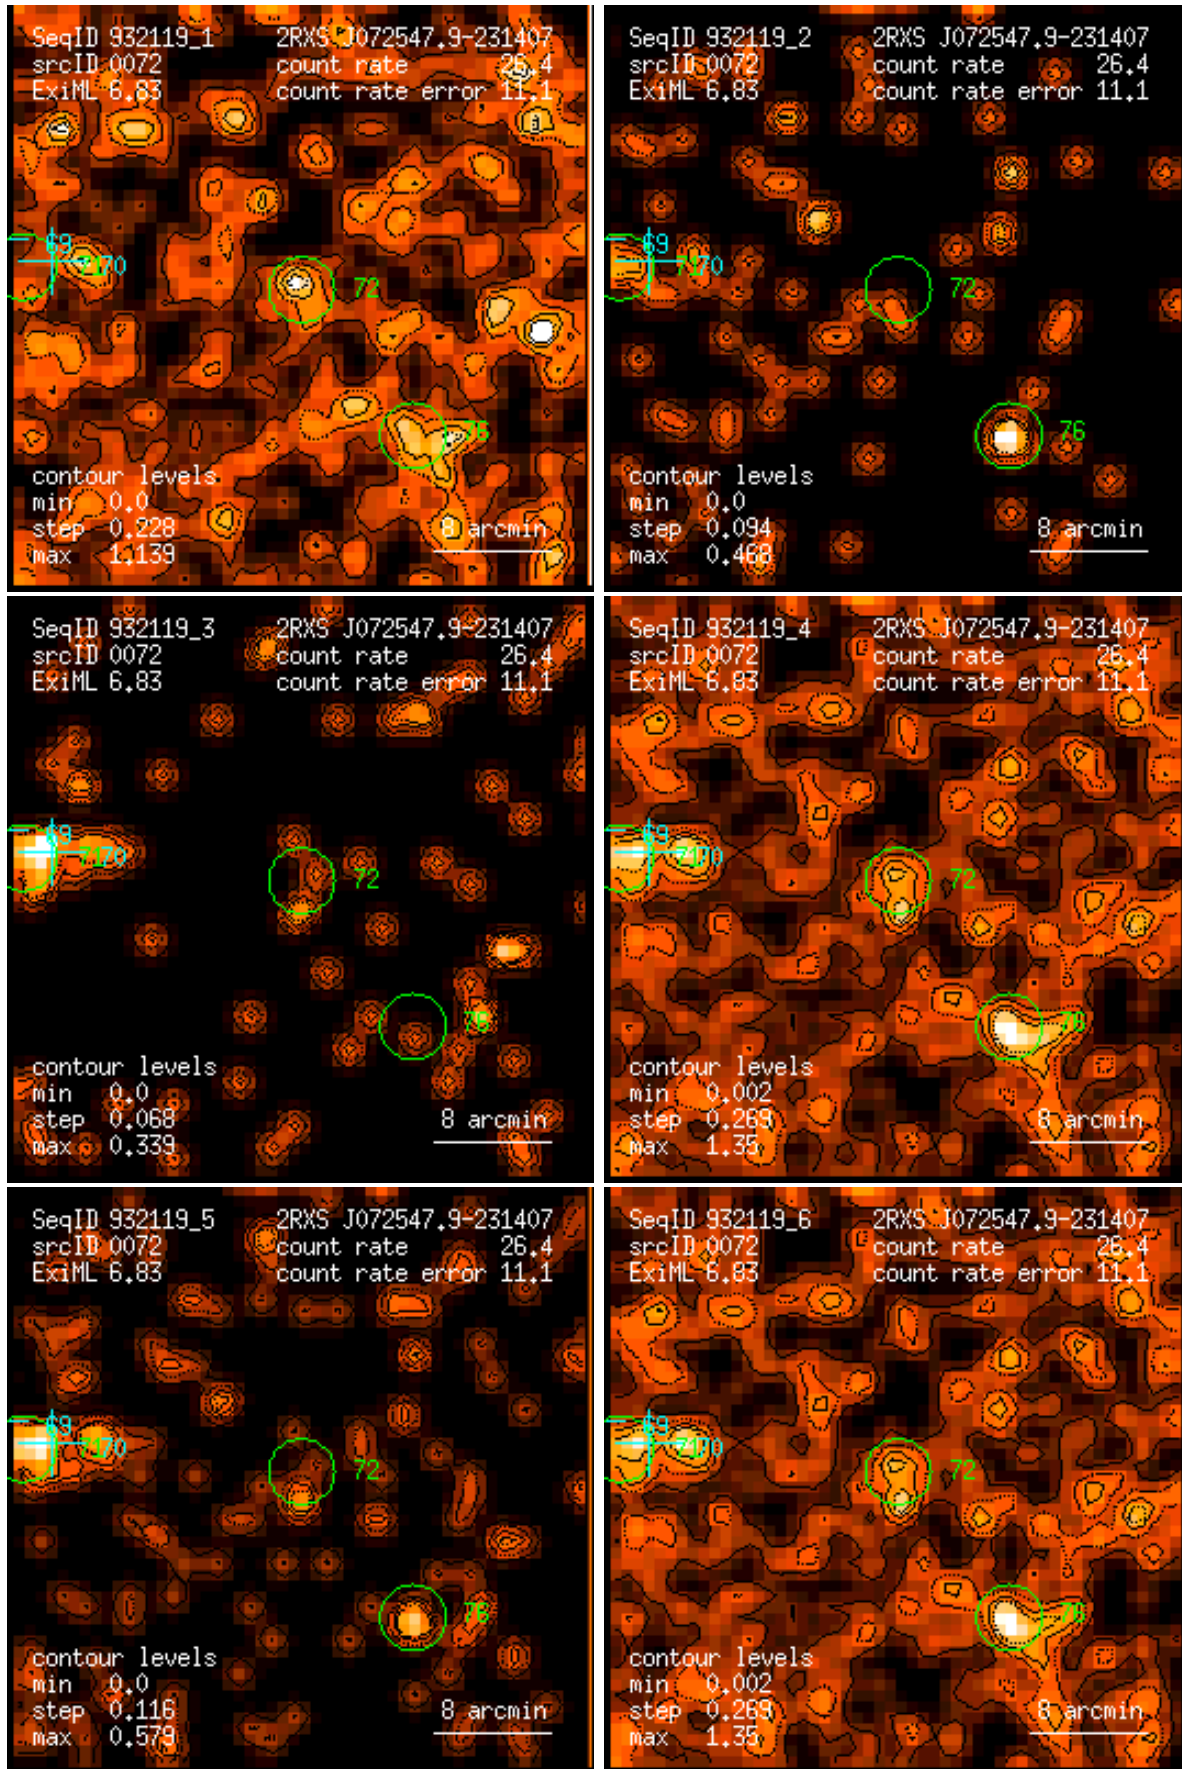 SeqID 932119_1 2RXS J072547.9-231407
srcID 0072 count rate 26.4
ExiML 6.83 count rate error 11.1
69
7170
72
76
contour levels
min 0.0
step 0.228
max 1.139
8 arcmin
SeqID 932119_2 2RXS J072547.9-231407
srcID 0072 count rate 26.4
ExiML 6.83 count rate error 11.1
69
7170
72
76
contour levels
min 0.0
step 0.094
max 0.468
8 arcmin
SeqID 932119_3 2RXS J072547.9-231407
srcID 0072 count rate 26.4
ExiML 6.83 count rate error 11.1
69
7170
72
76
contour levels
min 0.0
step 0.068
max 0.339
8 arcmin
SeqID 932119_4 2RXS J072547.9-231407
srcID 0072 count rate 26.4
ExiML 6.83 count rate error 11.1
69
7170
72
76
contour levels
min 0.002
step 0.269
max 1.35
8 arcmin
SeqID 932119_5 2RXS J072547.9-231407
srcID 0072 count rate 26.4
ExiML 6.83 count rate error 11.1
69
7170
72
76
contour levels
min 0.0
step 0.116
max 0.579
8 arcmin
SeqID 932119_6 2RXS J072547.9-231407
srcID 0072 count rate 26.4
ExiML 6.83 count rate error 11.1
69
7170
72
76
contour levels
min 0.002
step 0.269
max 1.35
8 arcmin